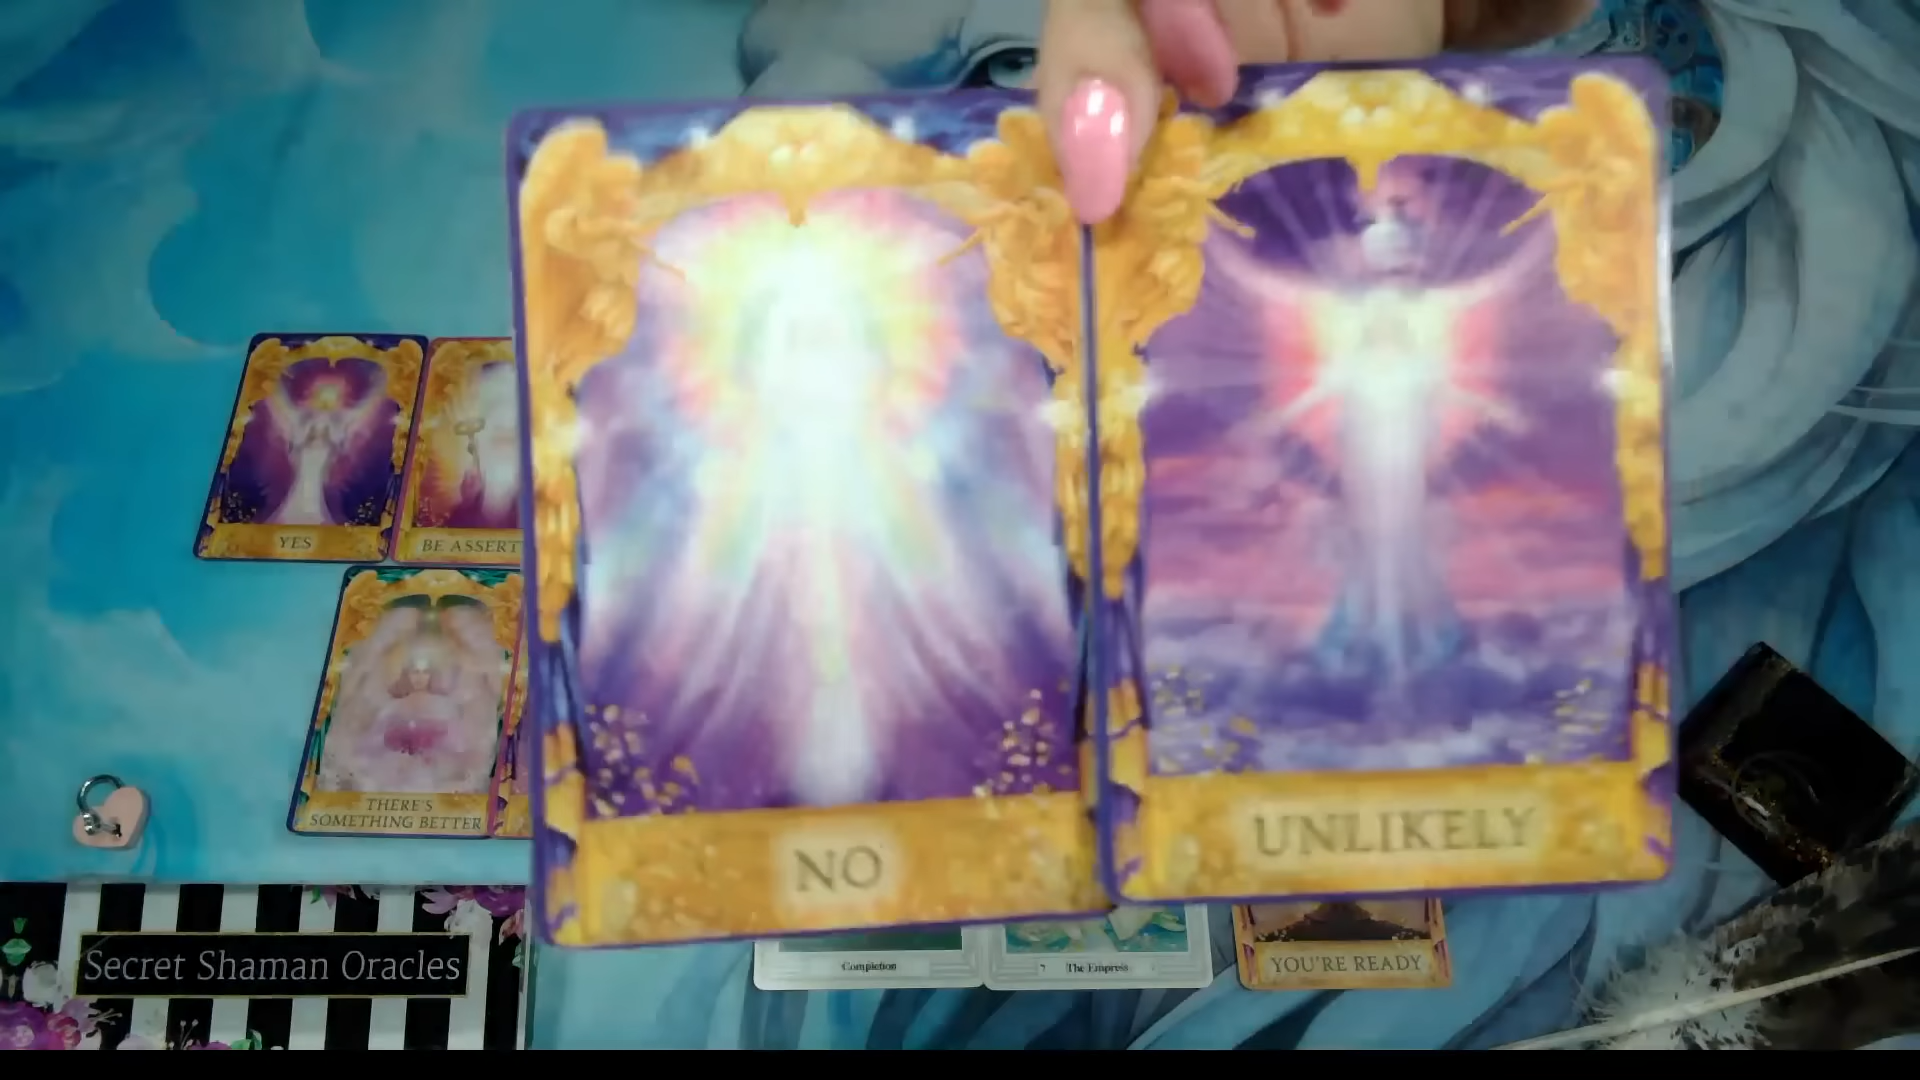 YES
BE ASSERT
THERE'S
SOMETHING BETTER
NO
UNLIKELY
Secret Shaman Oracles
Completion
The Empress
YOU'RE READY